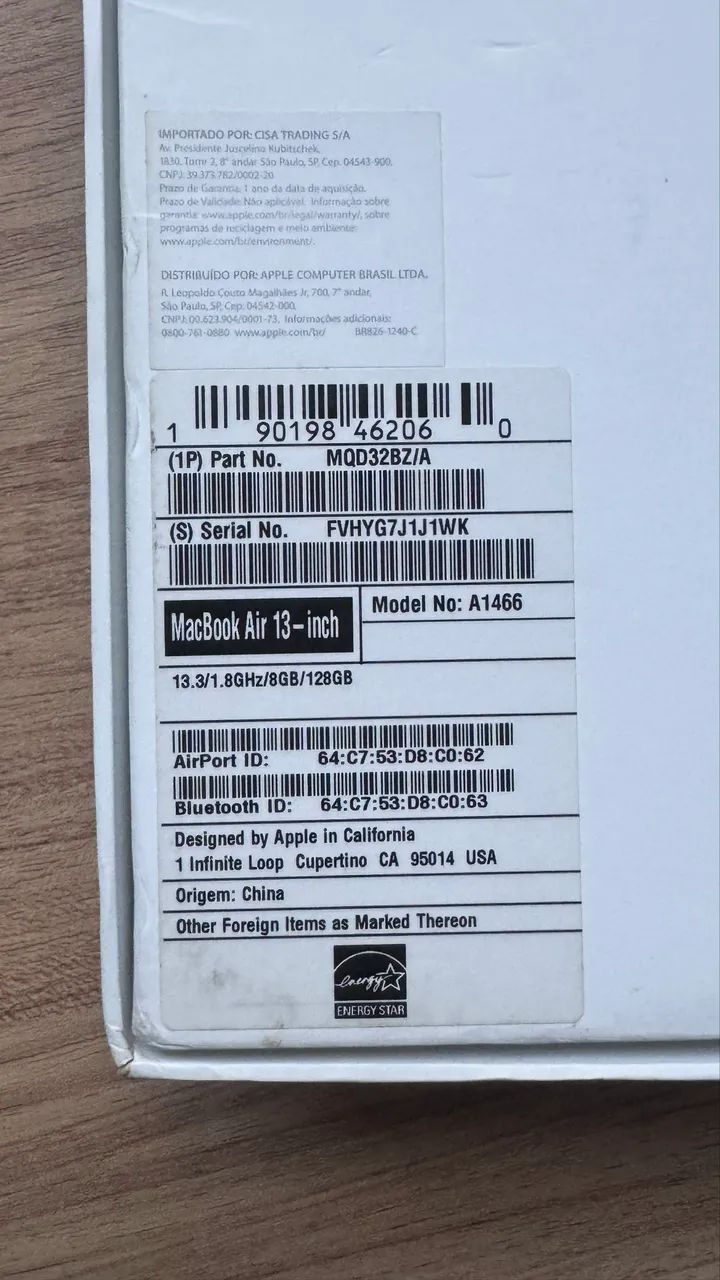 IMPORTADO POR: CISA TRADING S/A
Av. Presidente Juscelino Kubitschek,
1830, Torre 2, 8° andar São Paulo, SP, Cep. 04543-900.
CNPJ: 39.373.782/0002-20
Prazo de Garantia: 1 ano da data de aquisição.
Prazo de Validade: Não aplicável. Informação sobre
garantia: www.apple.com/br/legal/warranty/, sobre
programas de reciclagem e meio ambiente:
www.apple.com/br/environment/.
DISTRIBUÍDO POR: APPLE COMPUTER BRASIL LTDA.
R. Leopoldo Couto Magalhães Jr, 700, 7° andar,
São Paulo, SP, Cep: 04542-000,
CNPJ: 00.623.904/0001-73. Informações adicionais:
0800-761-0880 www.apple.com/br/ BR826-1240-C
1 90198 46206 0
(1P) Part No. MQD32BZ/A
(S) Serial No. FVHYG7J1J1WK
MacBook Air 13-inch
Model No: A1466
13.3/1.8GHz/8GB/128GB
AirPort ID: 64:C7:53:D8:C0:62
Bluetooth ID: 64:C7:53:D8:C0:63
Designed by Apple in California
1 Infinite Loop Cupertino CA 95014 USA
Origem: China
Other Foreign Items as Marked Thereon
energy
ENERGY STAR